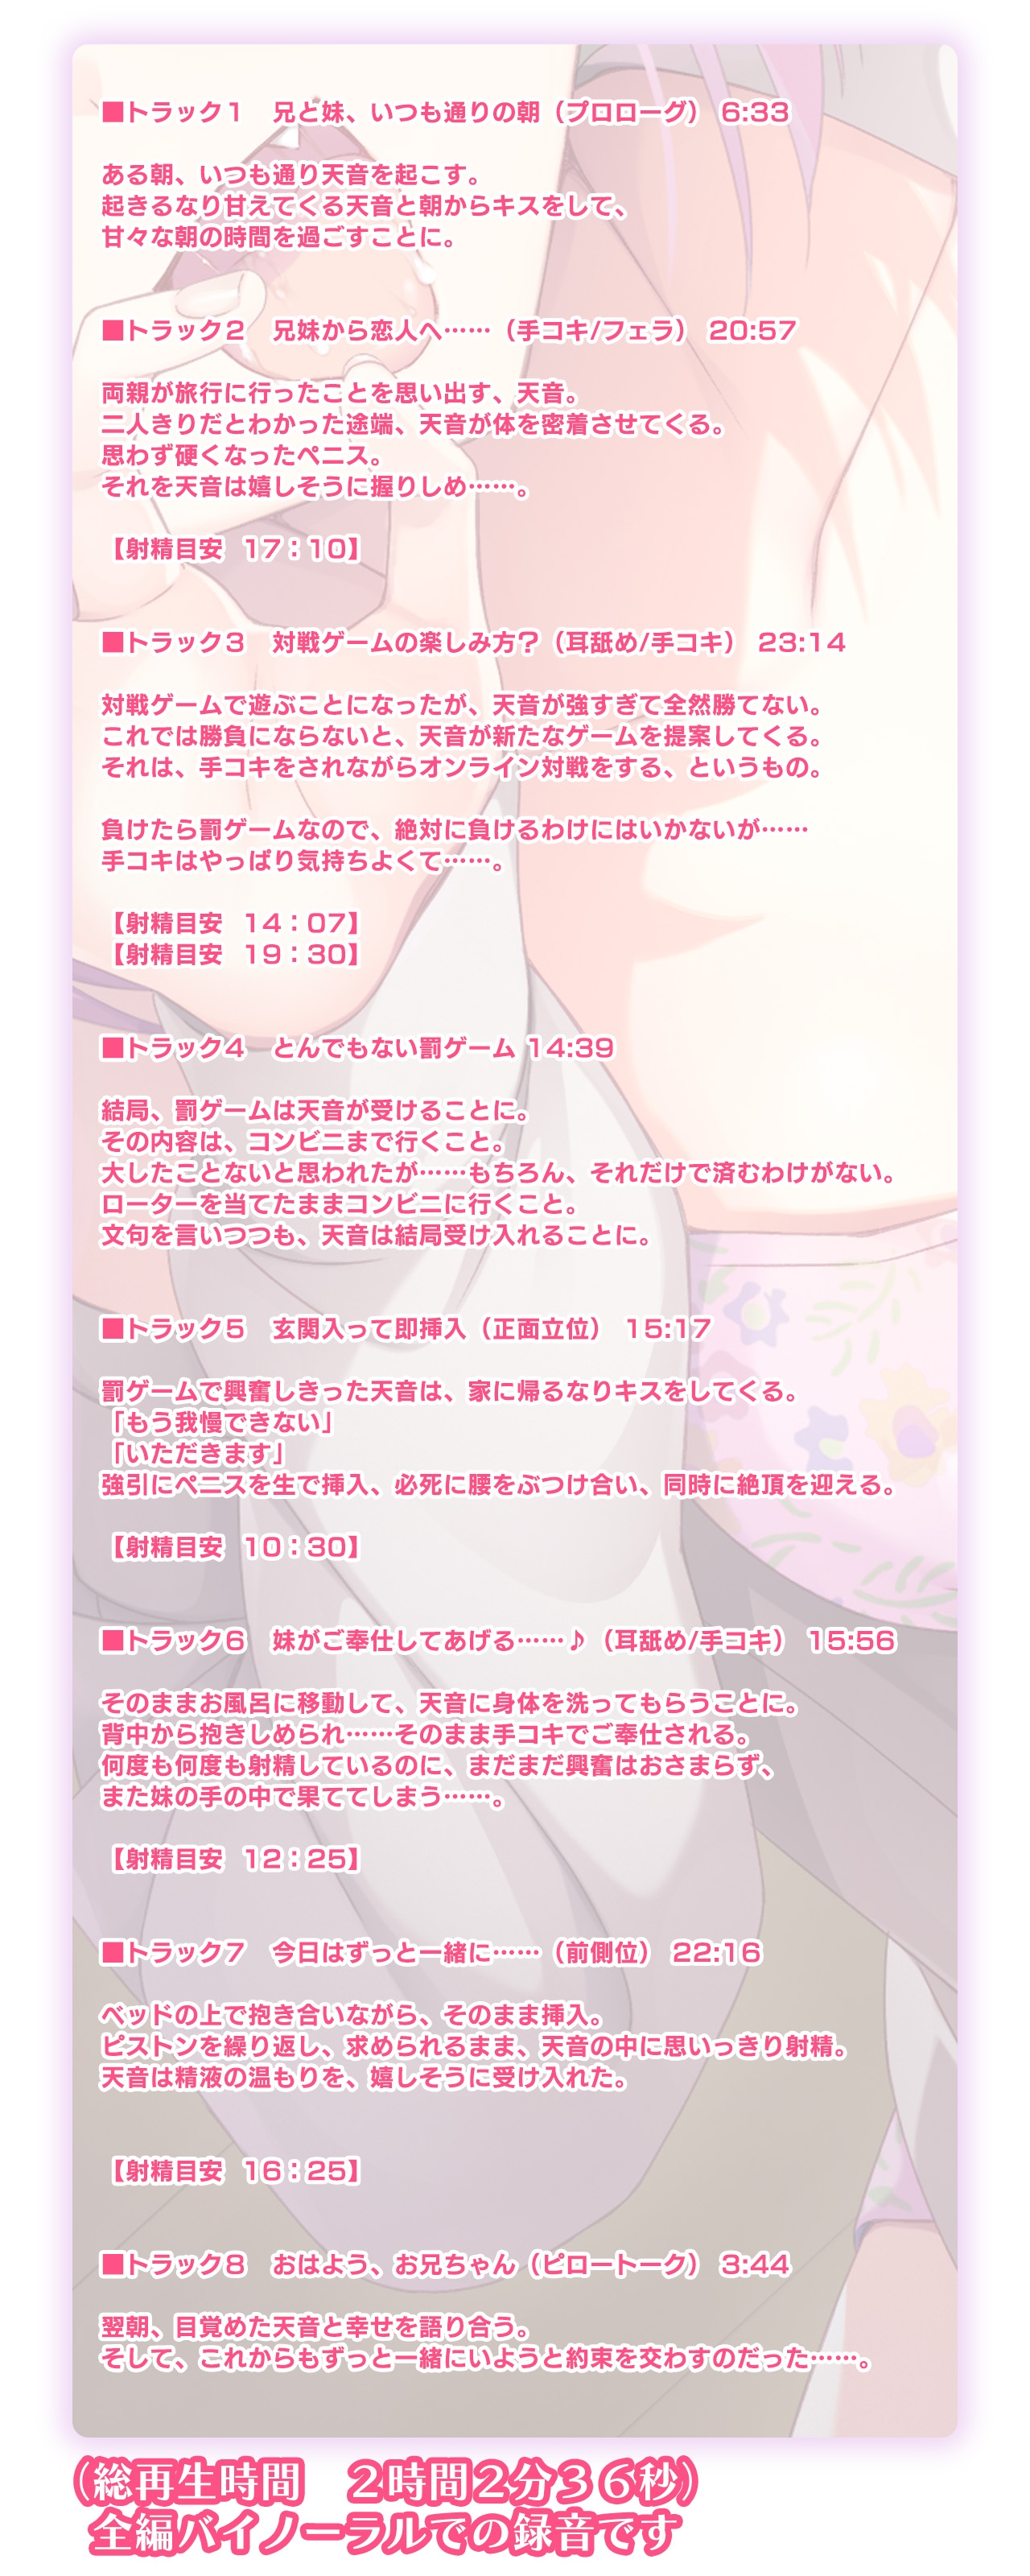 ■トラック1　兄と妹、いつも通りの朝（プロローグ） 6:33
ある朝、いつも通り天音を起こす。
起きるなり甘えてくる天音と朝からキスをして、
甘々な朝の時間を過ごすことに。
■トラック2　兄妹から恋人へ……（手コキ/フェラ） 20:57
両親が旅行に行ったことを思い出す、天音。
二人きりだとわかった途端、天音が体を密着させてくる。
思わず硬くなったペニス。
それを天音は嬉しそうに握りしめ……。
【射精目安 17：10】
■トラック3　対戦ゲームの楽しみ方？（耳舐め/手コキ） 23:14
対戦ゲームで遊ぶことになったが、天音が強すぎて全然勝てない。
これでは勝負にならないと、天音が新たなゲームを提案してくる。
それは、手コキをされながらオンライン対戦をする、というもの。
負けたら罰ゲームなので、絶対に負けるわけにはいかないが……
手コキはやっぱり気持ちよくて……。
【射精目安 14：07】
【射精目安 19：30】
■トラック4　とんでもない罰ゲーム 14:39
結局、罰ゲームは天音が受けることに。
その内容は、コンビニまで行くこと。
大したことないと思われたが……もちろん、それだけで済むわけがない。
ローターを当てたままコンビニに行くこと。
文句を言いつつも、天音は結局受け入れることに。
■トラック5　玄関入って即挿入（正面立位） 15:17
罰ゲームで興奮しきった天音は、家に帰るなりキスをしてくる。
「もう我慢できない」
「いただきます」
強引にペニスを生で挿入、必死に腰をぶつけ合い、同時に絶頂を迎える。
【射精目安 10：30】
■トラック6　妹がご奉仕してあげる……♪（耳舐め/手コキ） 15:56
そのままお風呂に移動して、天音に身体を洗ってもらうことに。
背中から抱きしめられ……そのまま手コキでご奉仕される。
何度も何度も射精しているのに、まだまだ興奮はおさまらず、
また妹の手の中で果ててしまう……。
【射精目安 12：25】
■トラック7　今日はずっと一緒に……（前側位） 22:16
ベッドの上で抱き合いながら、そのまま挿入。
ピストンを繰り返し、求められるまま、天音の中に思いっきり射精。
天音は精液の温もりを、嬉しそうに受け入れた。
【射精目安 16：25】
■トラック8　おはよう、お兄ちゃん（ピロートーク） 3:44
翌朝、目覚めた天音と幸せを語り合う。
そして、これからもずっと一緒にいようと約束を交わすのだった……。
（総再生時間　２時間２分３６秒）
全編バイノーラルでの録音です